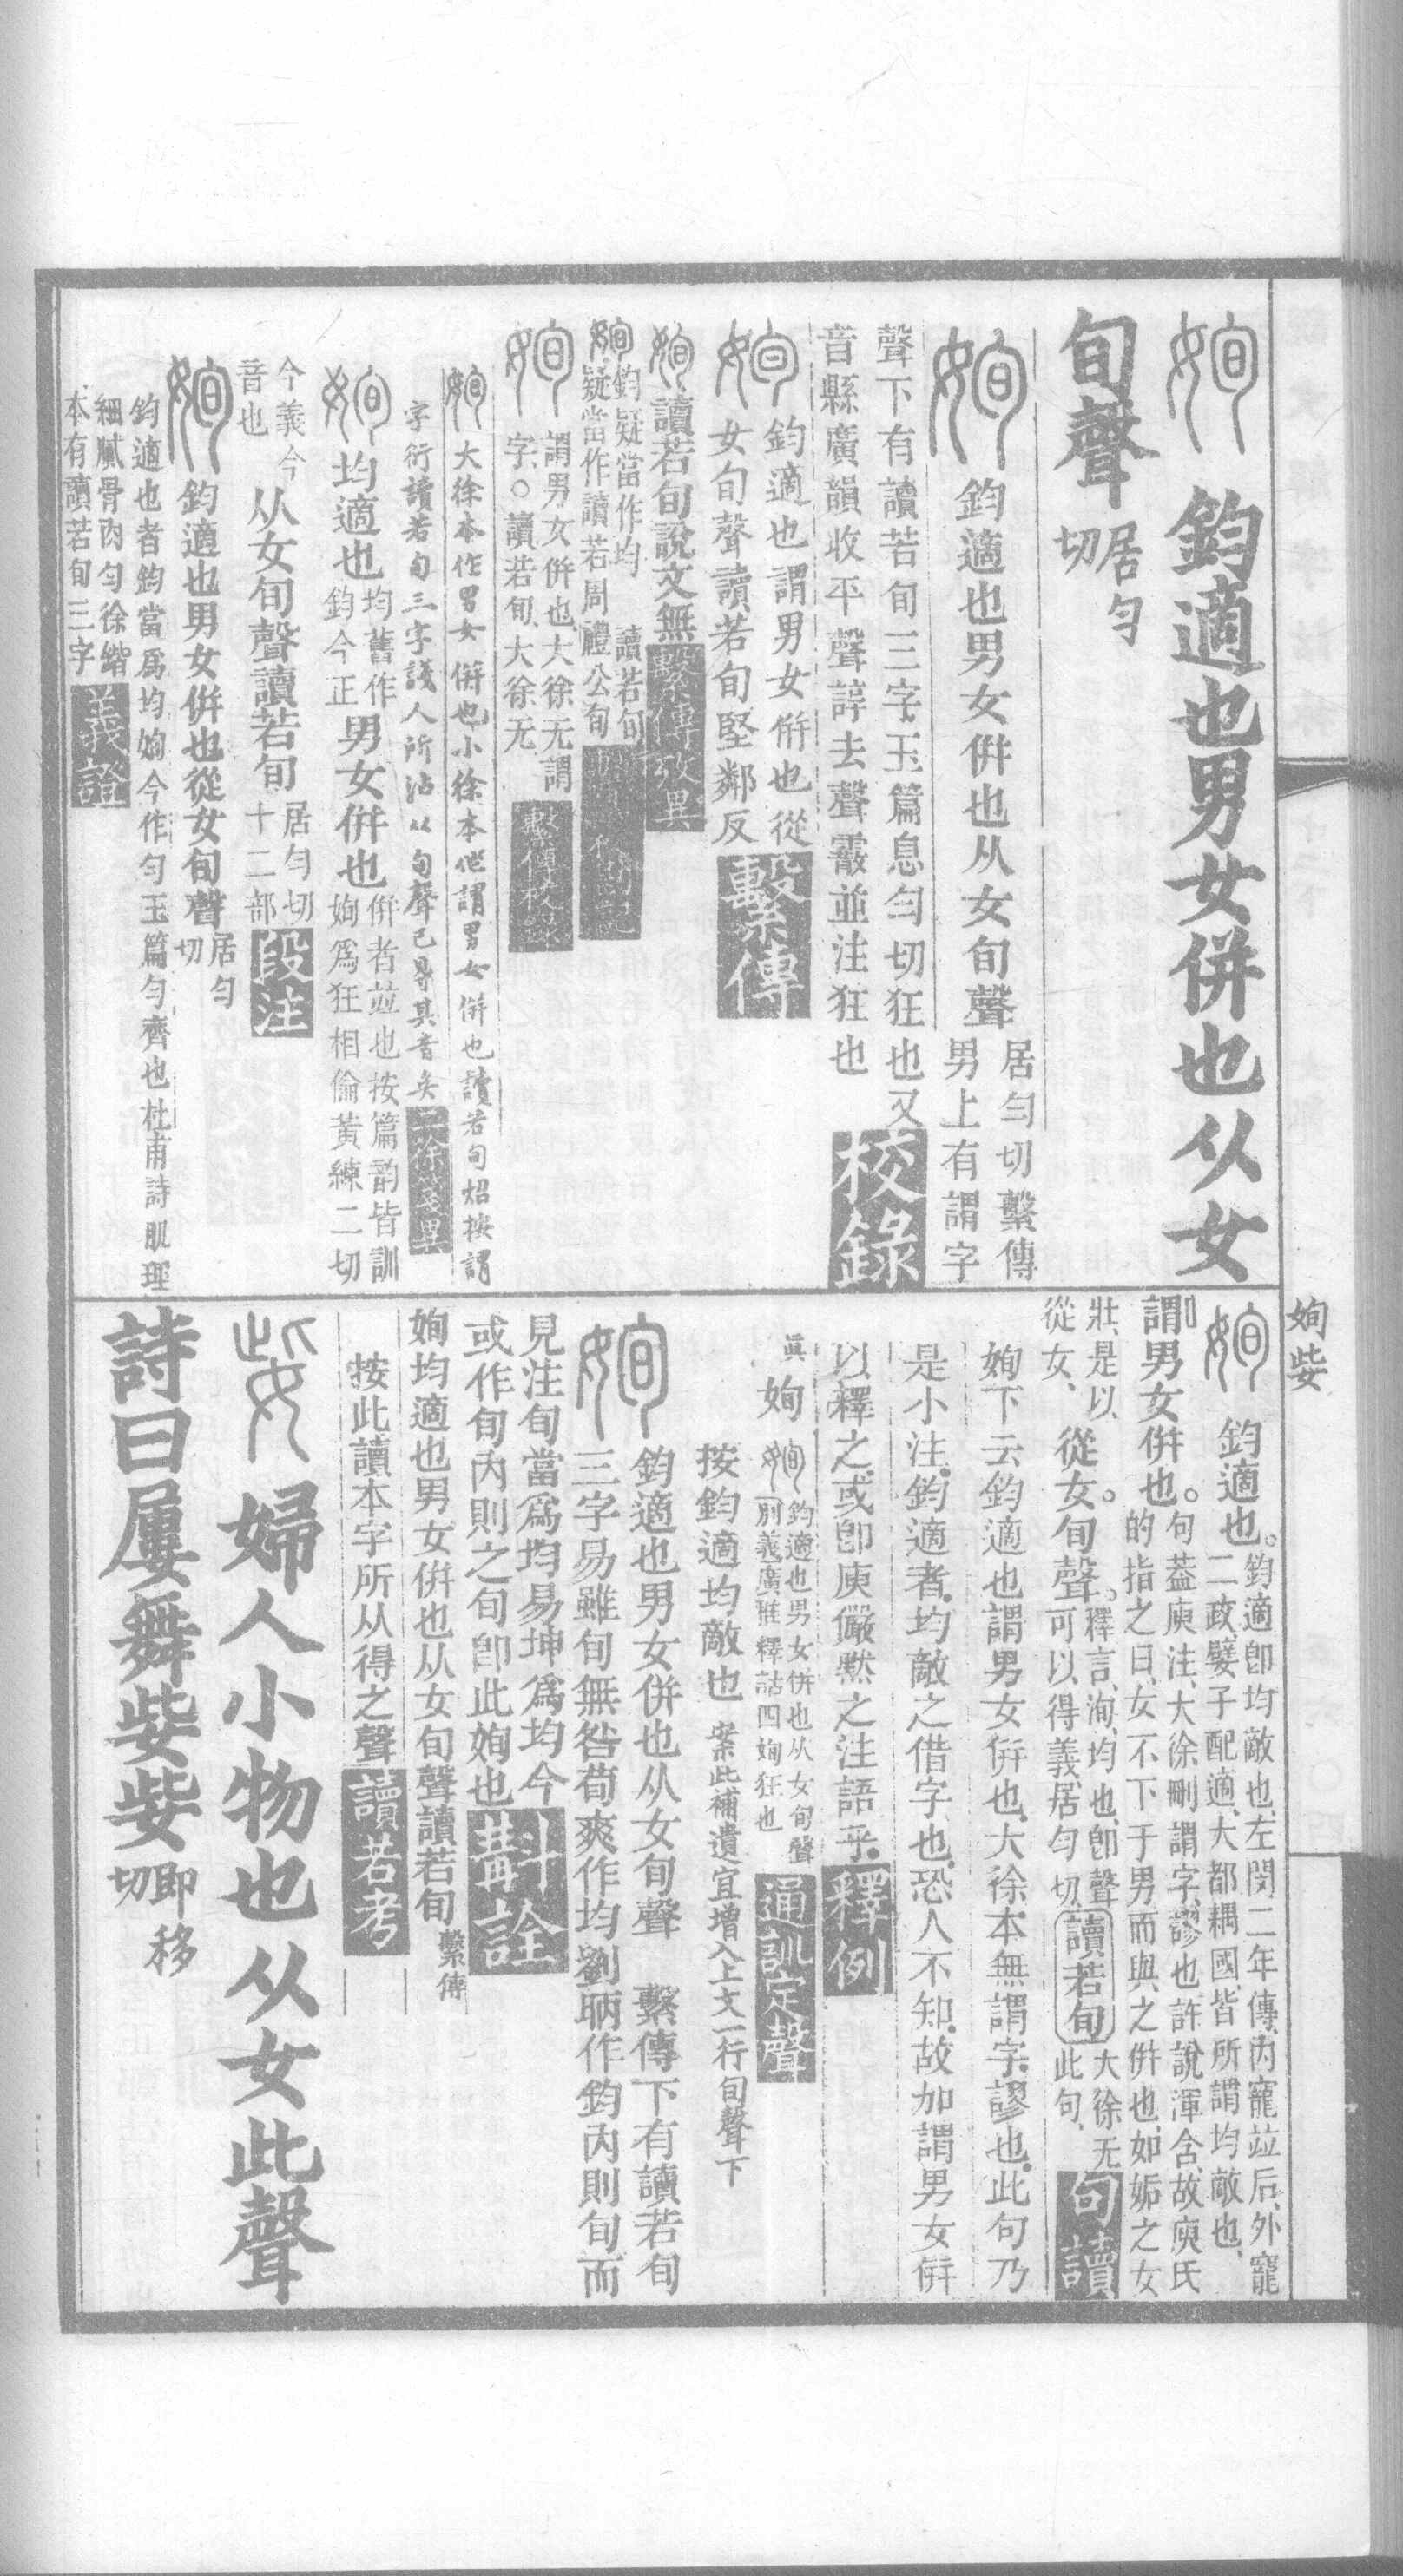 姰 鈞適也男女併也从女
旬聲 居勻切
姰 鈞適也男女併也从女旬聲 居勻切繫傳男上有謂字
聲下有讀若旬三字玉篇息勻切狂也又
音縣廣韻收平聲諄去聲霰並注狂也 校錄
姰 鈞適也謂男女併也從
女旬聲讀若旬堅鄰反 繫傳
姰讀若旬說文無 繫傳攷異
姰 鈞疑當作均 讀若旬
疑當作讀若周禮公旬
姰 謂男女併也大徐无謂
字○讀若旬大徐无 繫傳校錄
姰 大徐本作男女併也小徐本作謂男女併也讀若旬炤按謂
字衍讀若旬三字議人所沾以旬聲已㝵其音矣 二徐箋異
姰 均適也 均舊作鈞今正 男女併也 併者竝也按篇韵皆訓姰爲狂相倫黃練二切
今義今音也 从女旬聲讀若旬 居勻切十二部 段注
姰 鈞適也男女併也從女旬聲 居勻切
鈞適也者鈞當爲均姰今作勻玉篇勻齊也杜甫詩肌理
細膩骨肉勻徐鍇
本有讀若旬三字 義證
姰妛
姰 鈞適也。 鈞適卽均敵也、左閔二年傳、內寵竝后、外寵二政、嬖子配適、大都耦國、皆所謂均敵也、
謂男女併也。 句葢庾注、大徐刪謂字、謬也、許說渾含、故庾氏的指之曰、女不下于男而與之併也、如姤之女
壯、是以從女、 從女。旬聲。 釋言、洵、均也、卽聲可以得義、居勻切 讀若旬 大徐无此句、 句讀
姰下云鈞適也謂男女併也、大徐本無謂字、謬也、此句乃
是小注、鈞適者、均敵之借字也、恐人不知、故加謂男女併
以釋之、或卽庾儼默之注語乎、 釋例
眞 姰 姰 鈞適也男女併也从女旬聲別義廣雅釋詁四姰狂也 通訓定聲
按鈞適均敵也 案此補遺宜增入上文一行旬聲下
姰 鈞適也男女併也从女旬聲 繫傳下有讀若旬
三字易雖旬無咎荀爽作均劉昞作鈞內則旬而
見注旬當爲均易坤爲均今
或作旬內則之旬卽此姰也 斠詮
姰均適也男女併也从女旬聲讀若旬 繫傳
按此讀本字所从得之聲 讀若考
婦人小物也从女此聲
詩曰屢舞姕姕 卽移切